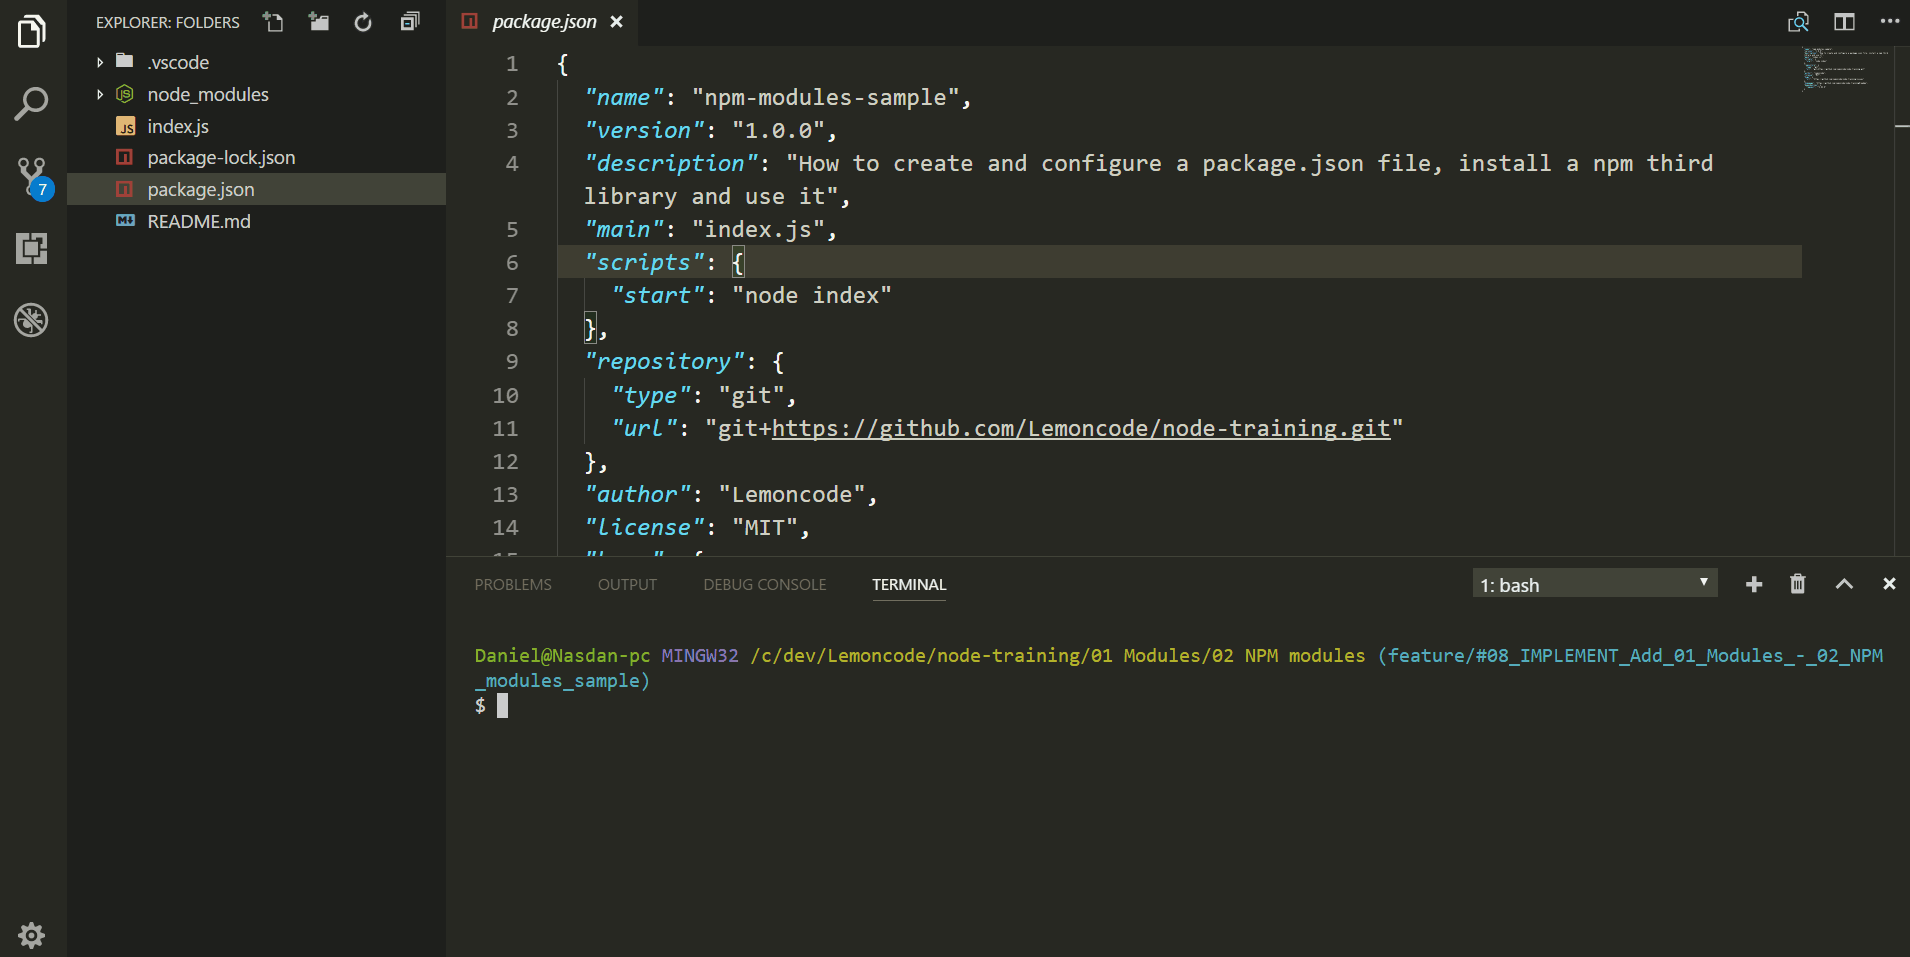 EXPLORER: FOLDERS
.vscode
node_modules
JS index.js
package-lock.json
package.json
README.md
7
package.json
1 {
2 "name": "npm-modules-sample",
3 "version": "1.0.0",
4 "description": "How to create and configure a package.json file, install a npm third
library and use it",
5 "main": "index.js",
6 "scripts": {
7 "start": "node index"
8 },
9 "repository": {
10 "type": "git",
11 "url": "git+https://github.com/Lemoncode/node-training.git"
12 },
13 "author": "Lemoncode",
14 "license": "MIT",
PROBLEMS OUTPUT DEBUG CONSOLE TERMINAL 1: bash
Daniel@Nasdan-pc MINGW32 /c/dev/Lemoncode/node-training/01 Modules/02 NPM modules (feature/#08_IMPLEMENT_Add_01_Modules_-_02_NPM
_modules_sample)
$